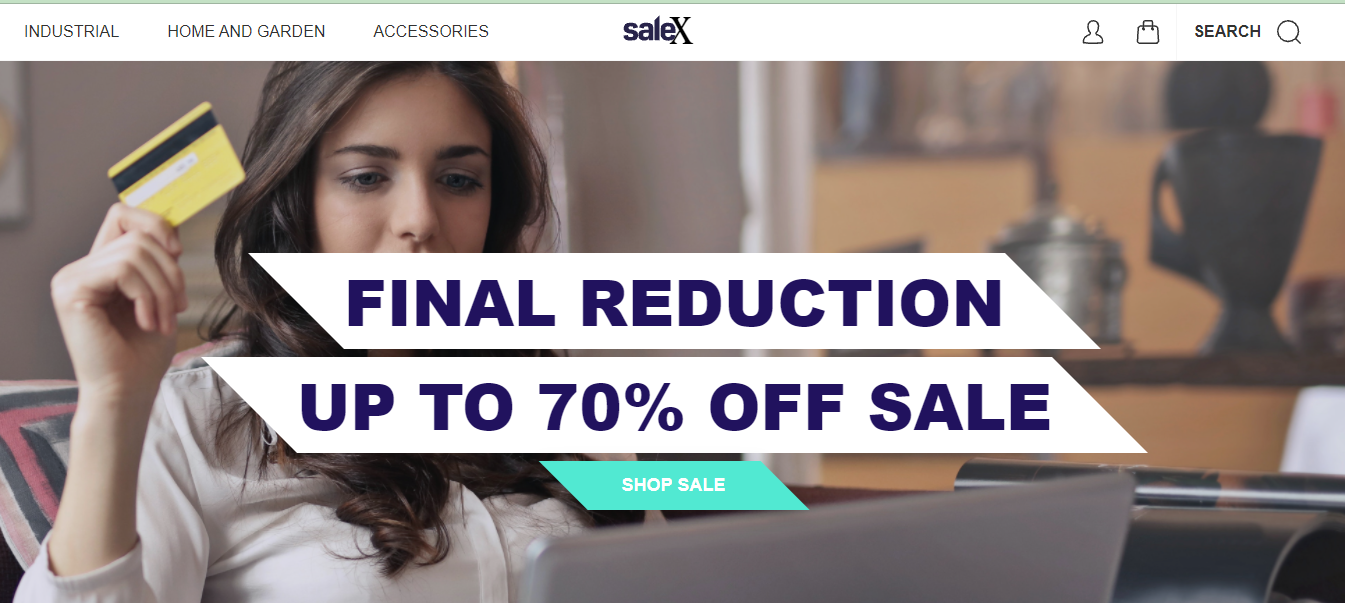 INDUSTRIAL HOME AND GARDEN ACCESSORIES saleX SEARCH
FINAL REDUCTION
UP TO 70% OFF SALE
SHOP SALE